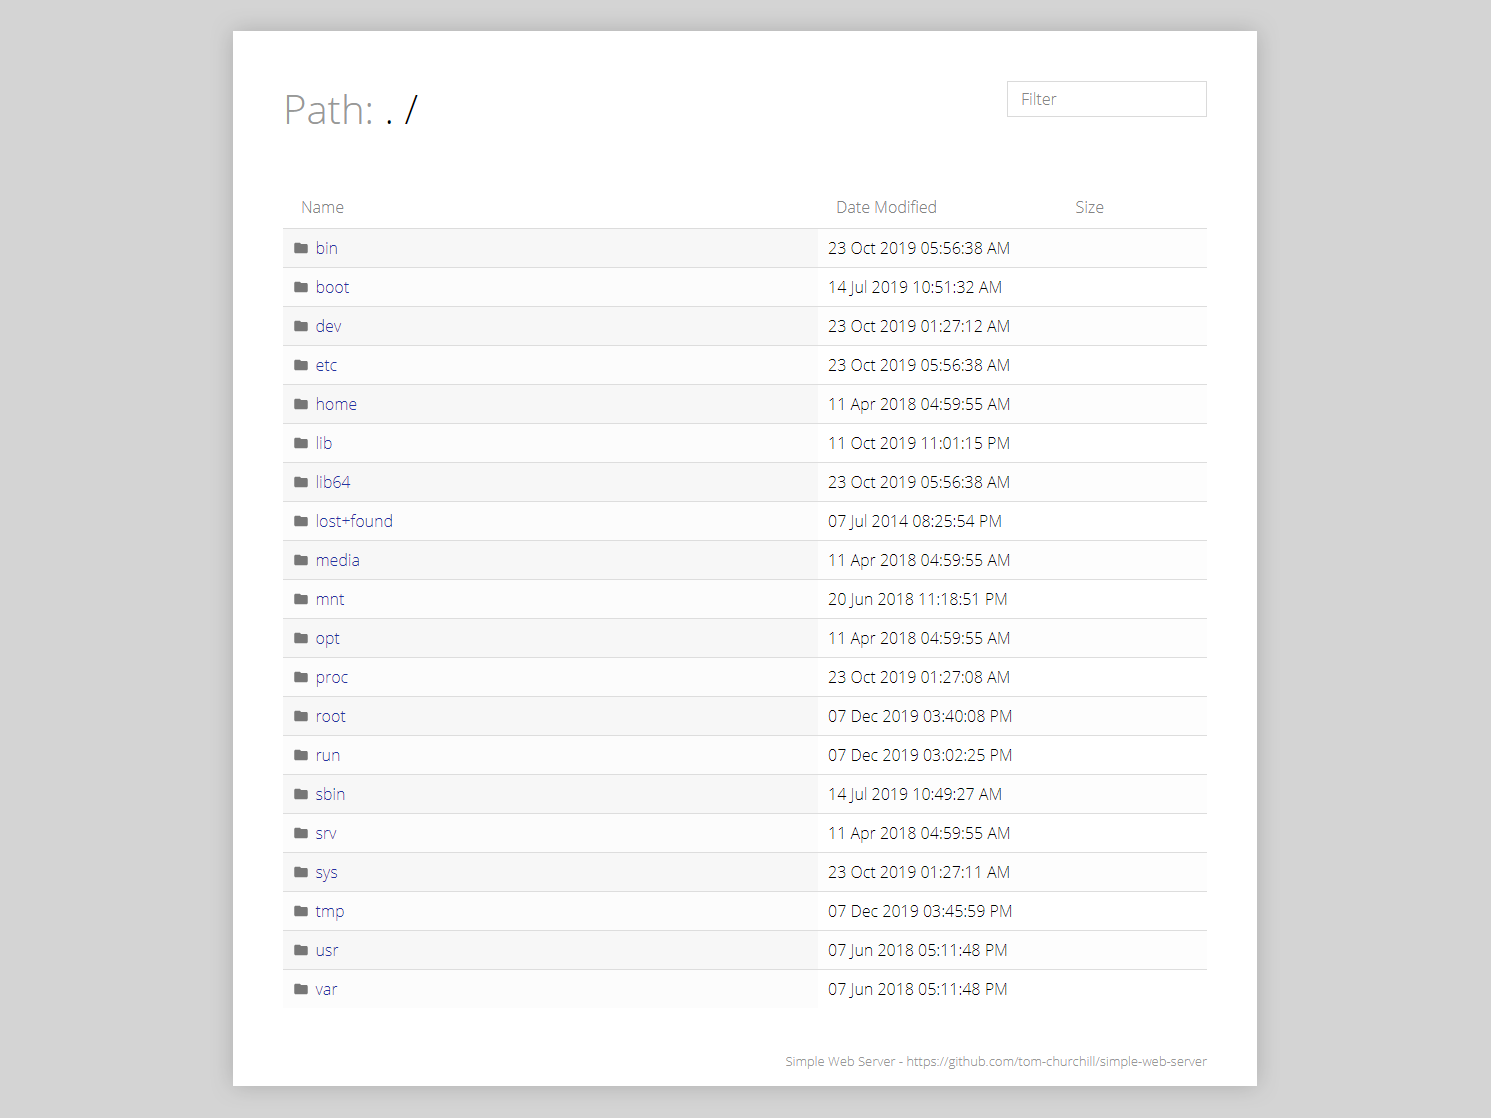 Path: . /
Filter
Name Date Modified Size
bin 23 Oct 2019 05:56:38 AM
boot 14 Jul 2019 10:51:32 AM
dev 23 Oct 2019 01:27:12 AM
etc 23 Oct 2019 05:56:38 AM
home 11 Apr 2018 04:59:55 AM
lib 11 Oct 2019 11:01:15 PM
lib64 23 Oct 2019 05:56:38 AM
lost+found 07 Jul 2014 08:25:54 PM
media 11 Apr 2018 04:59:55 AM
mnt 20 Jun 2018 11:18:51 PM
opt 11 Apr 2018 04:59:55 AM
proc 23 Oct 2019 01:27:08 AM
root 07 Dec 2019 03:40:08 PM
run 07 Dec 2019 03:02:25 PM
sbin 14 Jul 2019 10:49:27 AM
srv 11 Apr 2018 04:59:55 AM
sys 23 Oct 2019 01:27:11 AM
tmp 07 Dec 2019 03:45:59 PM
usr 07 Jun 2018 05:11:48 PM
var 07 Jun 2018 05:11:48 PM
Simple Web Server - https://github.com/tom-churchill/simple-web-server